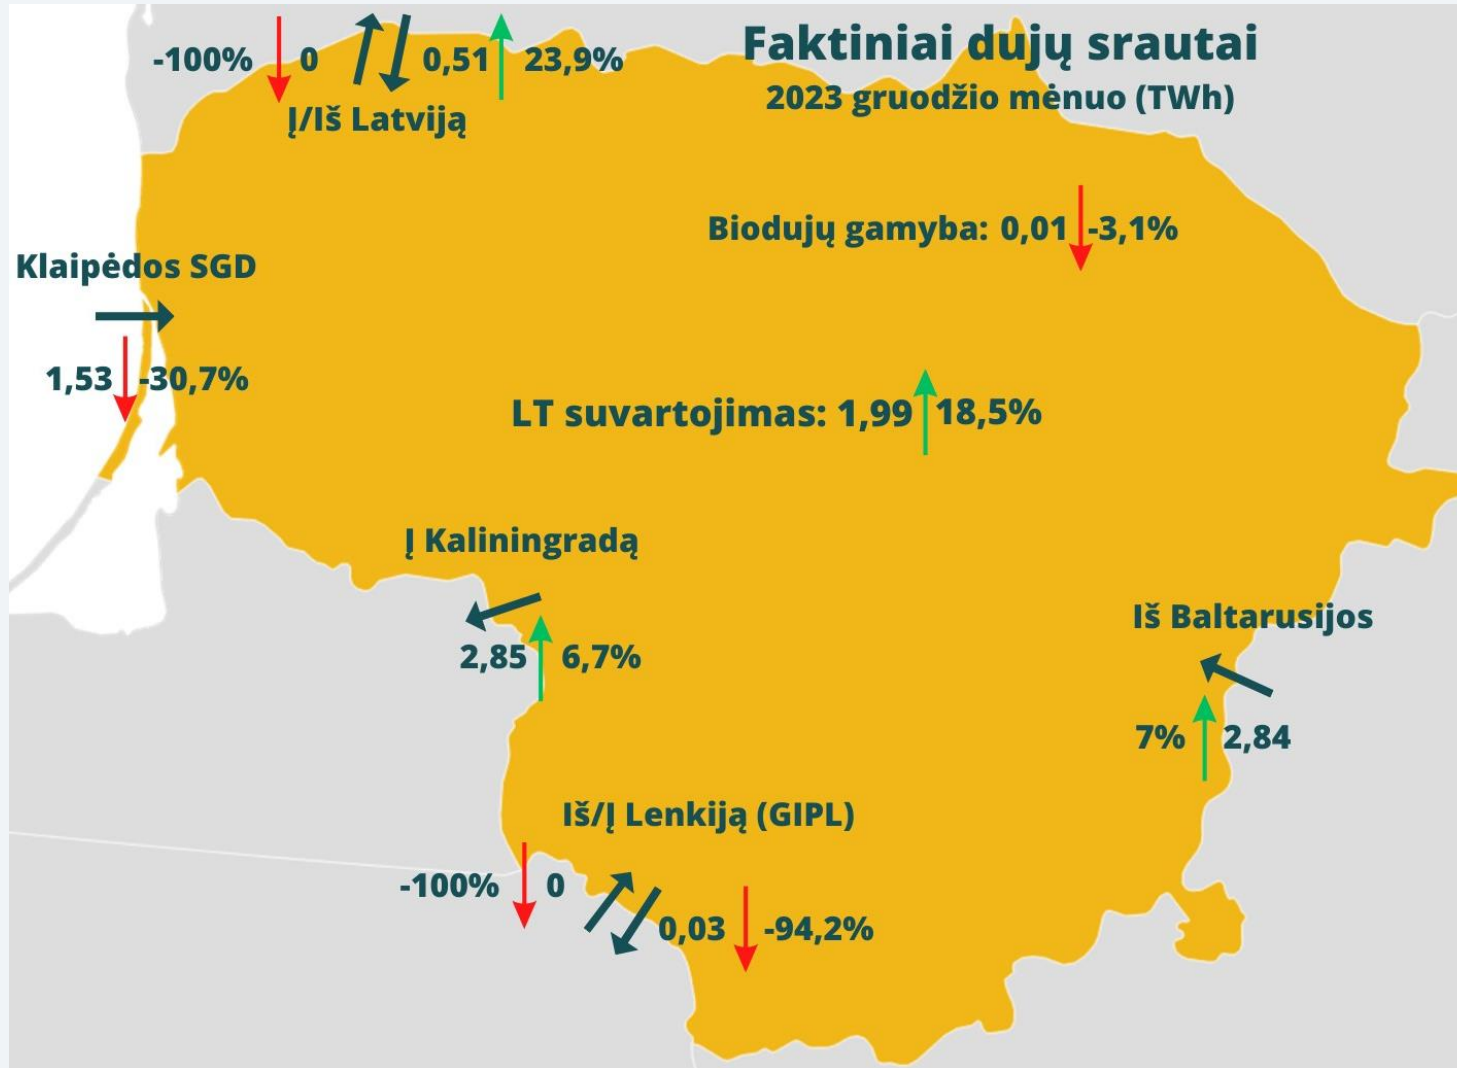 Faktiniai dujų srautai
2023 gruodžio mėnuo (TWh)
-100% 0 0,51 23,9%
Į/Iš Latviją
Biodujų gamyba: 0,01 -3,1%
Klaipėdos SGD
1,53 -30,7%
LT suvartojimas: 1,99 18,5%
Į Kaliningradą
2,85 6,7%
Iš Baltarusijos
7% 2,84
Iš/Į Lenkiją (GIPL)
-100% 0
0,03 -94,2%